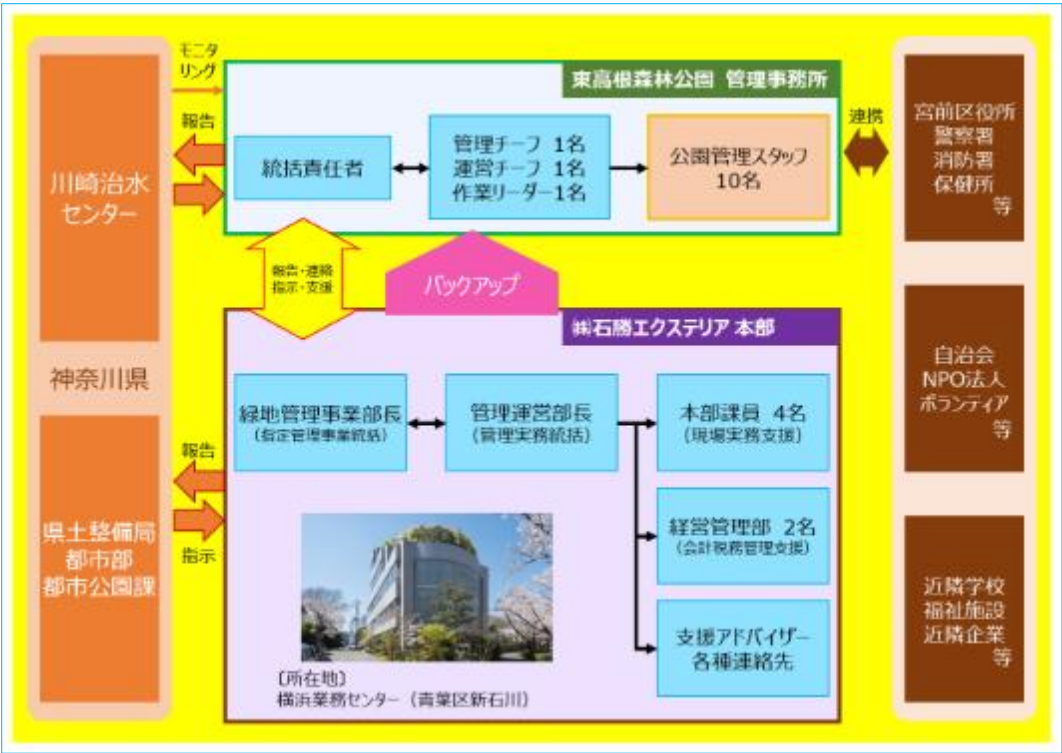 モニタ
リング
報告
川崎治水
センター
神奈川県
県土整備局
都市部
都市公園課
報告
指示
東高根森林公園 管理事務所
統括責任者
管理チーフ 1名
運営チーフ 1名
作業リーダー1名
公園管理スタッフ
10名
報告・連絡
指示・支援
バックアップ
㈱石勝エクステリア 本部
緑地管理事業部長
(指定管理事業統括)
管理運営部長
(管理実務統括)
本部課員 4名
(現場実務支援)
経営管理部 2名
(会計税務管理支援)
支援アドバイザー
各種連絡先
〔所在地〕
横浜業務センター（青葉区新石川）
連携
宮前区役所
警察署
消防署
保健所
等
自治会
NPO法人
ボランティア
等
近隣学校
福祉施設
近隣企業
等